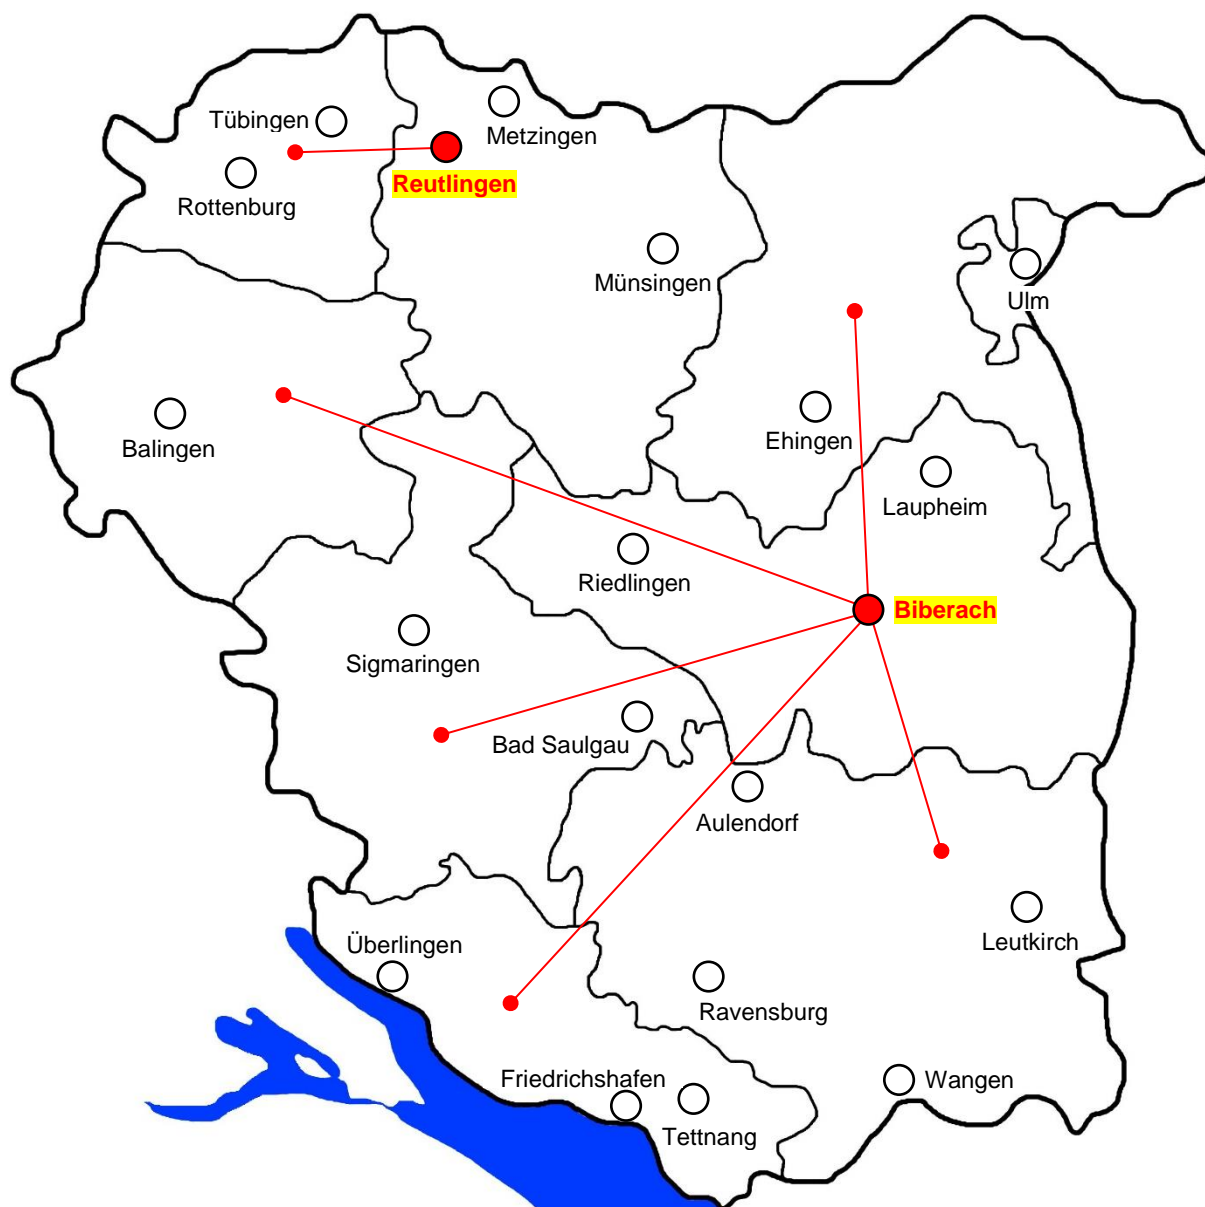 Tübingen
Metzingen
Reutlingen
Rottenburg
Münsingen
Ulm
Balingen
Ehingen
Laupheim
Riedlingen
Biberach
Sigmaringen
Bad Saulgau
Aulendorf
Leutkirch
Überlingen
Ravensburg
Friedrichshafen
Wangen
Tettnang